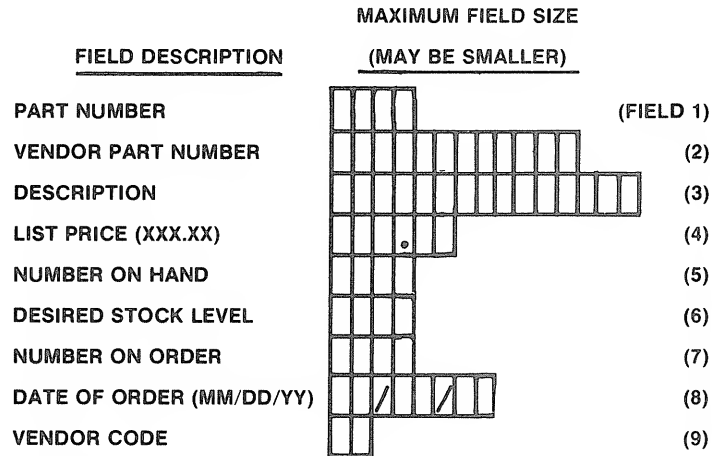 MAXIMUM FIELD SIZE
FIELD DESCRIPTION (MAY BE SMALLER)
PART NUMBER (FIELD 1)
VENDOR PART NUMBER (2)
DESCRIPTION (3)
LIST PRICE (XXX.XX) . (4)
NUMBER ON HAND (5)
DESIRED STOCK LEVEL (6)
NUMBER ON ORDER (7)
DATE OF ORDER (MM/DD/YY) / / (8)
VENDOR CODE (9)